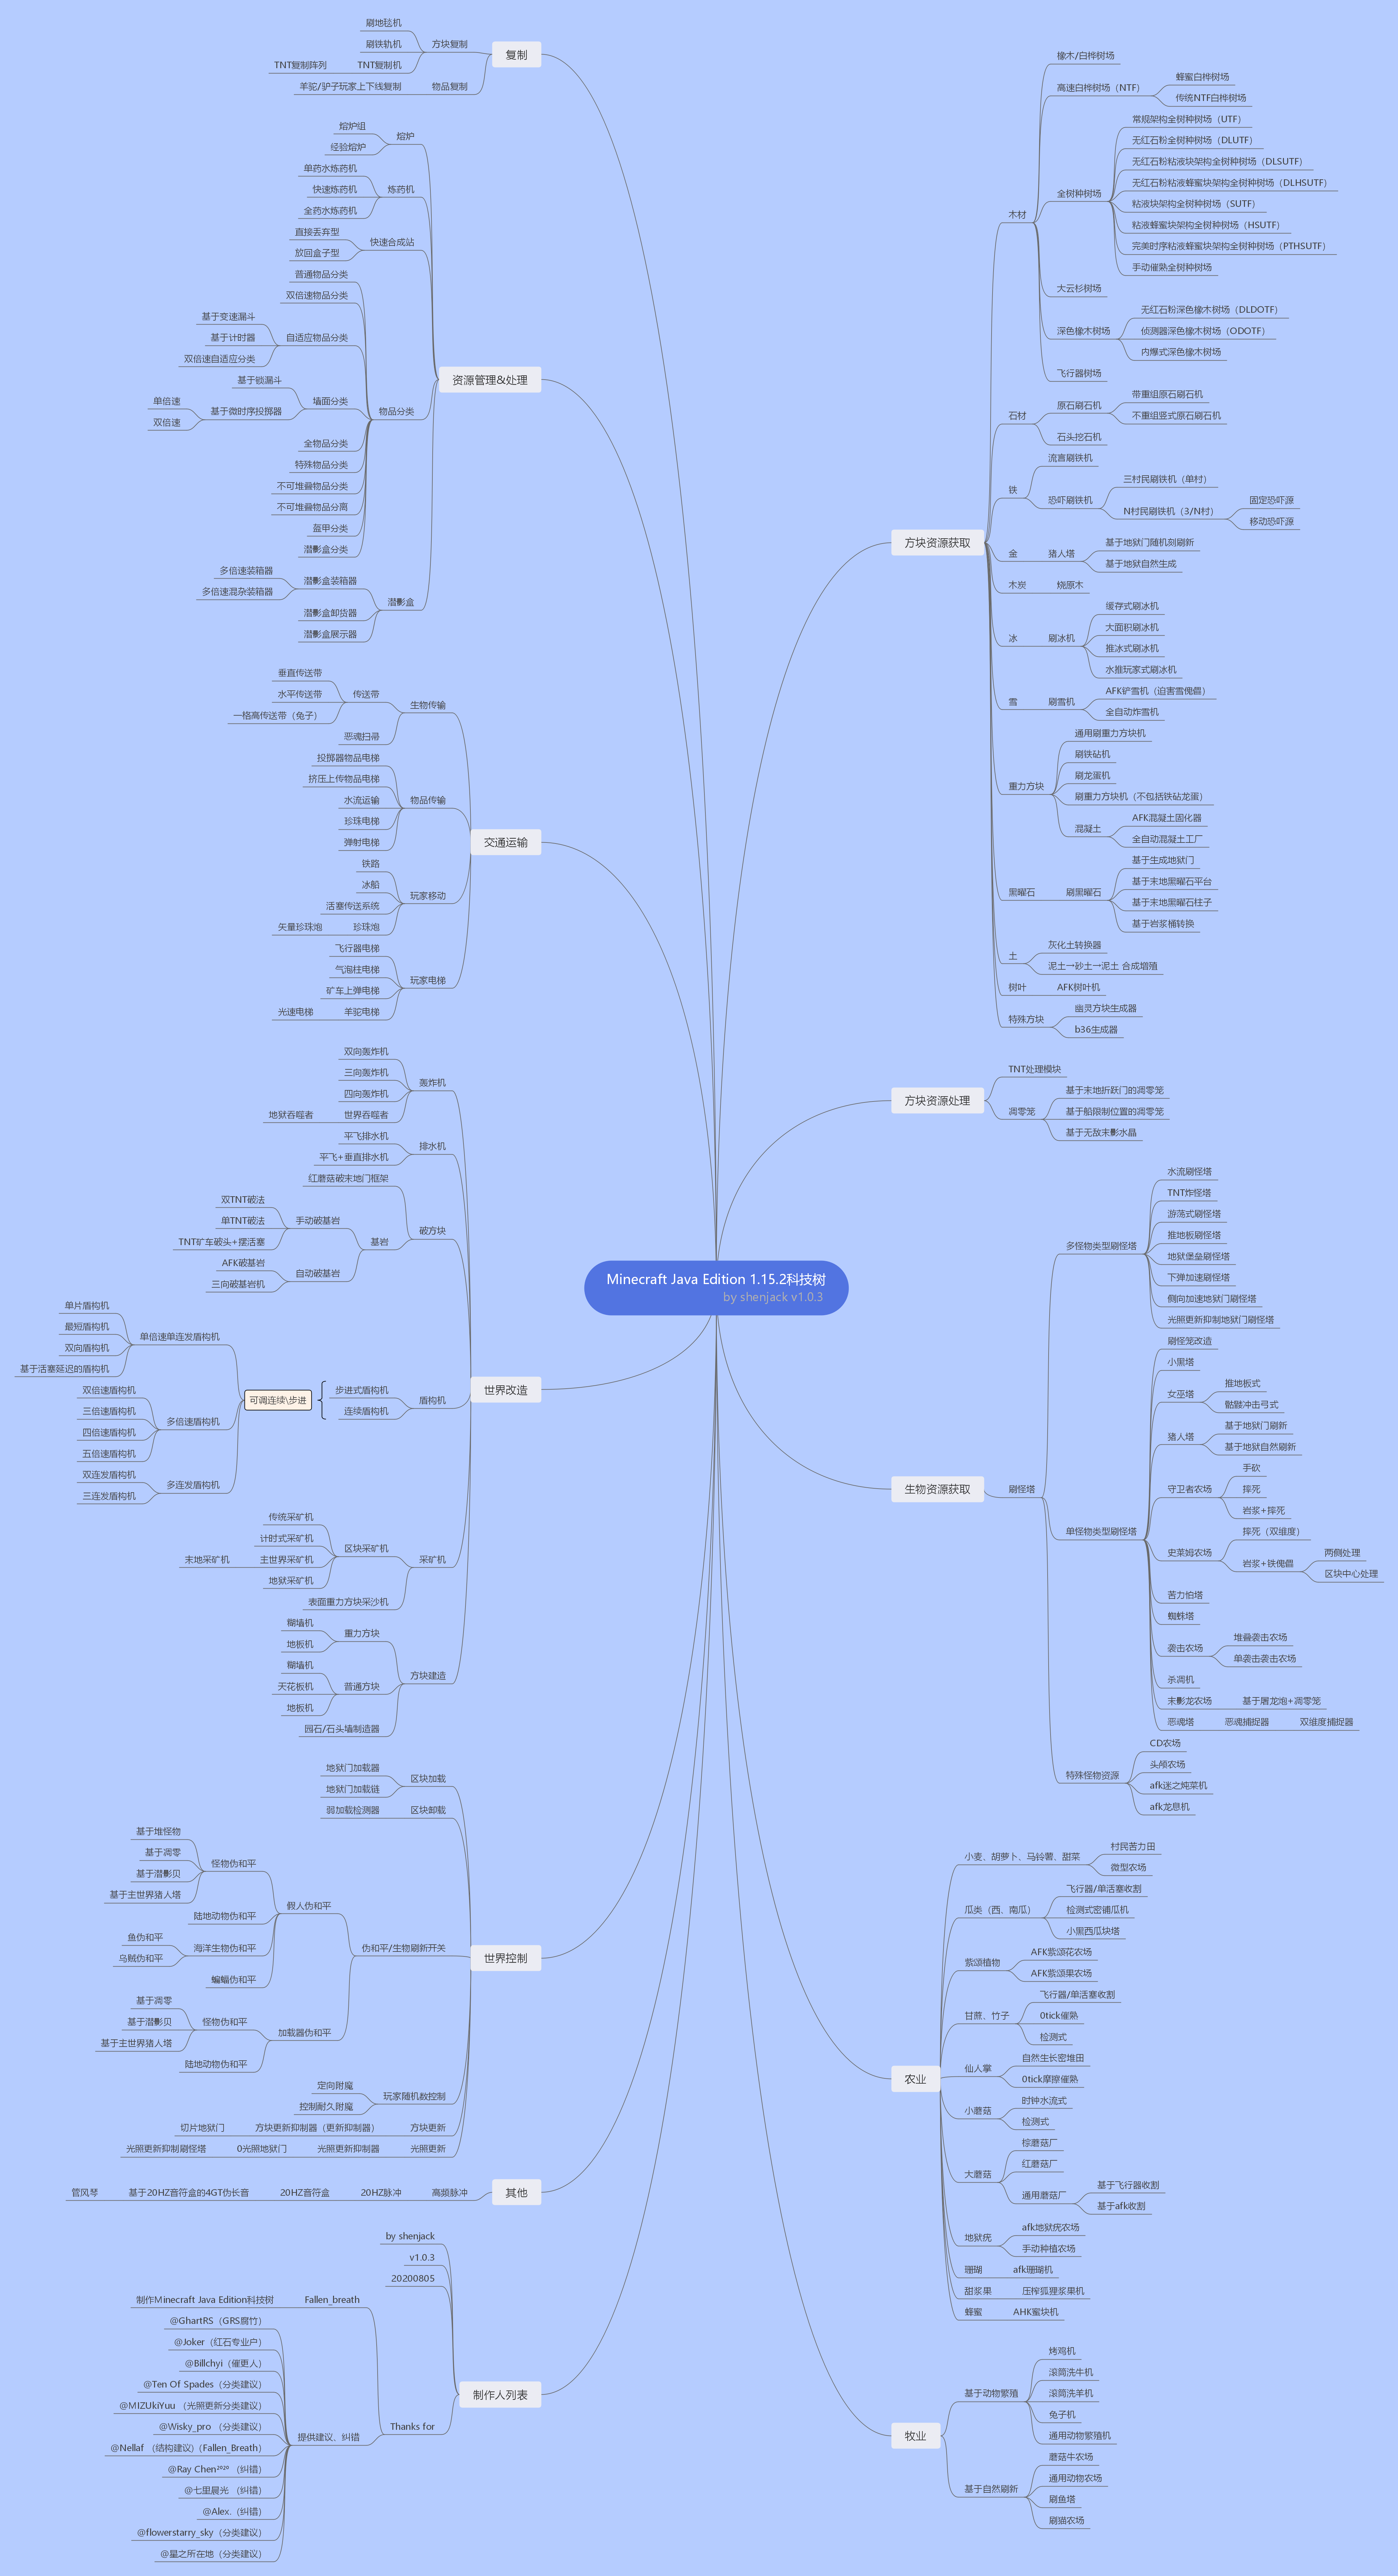 Minecraft Java Edition 1.15.2科技树
by shenjack v1.0.3
复制
方块复制
刷地毯机
刷铁轨机
TNT复制机
TNT复制阵列
物品复制
羊驼/驴子玩家上下线复制
资源管理&处理
熔炉
熔炉组
经验熔炉
炼药机
单药水炼药机
快速炼药机
全药水炼药机
快速合成站
直接丢弃型
放回盒子型
物品分类
普通物品分类
双倍速物品分类
自适应物品分类
基于变速漏斗
基于计时器
双倍速自适应分类
墙面分类
基于锁漏斗
基于微时序投掷器
单倍速
双倍速
全物品分类
特殊物品分类
不可堆叠物品分类
不可堆叠物品分离
盔甲分类
潜影盒分类
潜影盒
潜影盒装箱器
多倍速装箱器
多倍速混杂装箱器
潜影盒卸货器
潜影盒展示器
交通运输
生物传输
传送带
垂直传送带
水平传送带
一格高传送带（兔子）
恶魂扫帚
物品传输
投掷器物品电梯
挤压上传物品电梯
水流运输
珍珠电梯
弹射电梯
玩家移动
铁路
冰船
活塞传送系统
珍珠炮
矢量珍珠炮
玩家电梯
飞行器电梯
气泡柱电梯
矿车上弹电梯
羊驼电梯
光速电梯
世界改造
轰炸机
双向轰炸机
三向轰炸机
四向轰炸机
世界吞噬者
地狱吞噬者
排水机
平飞排水机
平飞+垂直排水机
破方块
红蘑菇破末地门框架
基岩
手动破基岩
双TNT破法
单TNT破法
TNT矿车破头+摆活塞
自动破基岩
AFK破基岩
三向破基岩机
盾构机
步进式盾构机
连续盾构机
可调连续\步进
单倍速单连发盾构机
单片盾构机
最短盾构机
双向盾构机
基于活塞延迟的盾构机
多倍速盾构机
双倍速盾构机
三倍速盾构机
四倍速盾构机
五倍速盾构机
多连发盾构机
双连发盾构机
三连发盾构机
采矿机
区块采矿机
传统采矿机
计时式采矿机
主世界采矿机
末地采矿机
地狱采矿机
表面重力方块采沙机
方块建造
重力方块
糊墙机
地板机
普通方块
糊墙机
天花板机
地板机
园石/石头墙制造器
世界控制
区块加载
地狱门加载器
地狱门加载链
区块卸载
弱加载检测器
伪和平/生物刷新开关
假人伪和平
怪物伪和平
基于堆怪物
基于凋零
基于潜影贝
基于主世界猪人塔
陆地动物伪和平
海洋生物伪和平
鱼伪和平
乌贼伪和平
蝙蝠伪和平
加载器伪和平
怪物伪和平
基于凋零
基于潜影贝
基于主世界猪人塔
陆地动物伪和平
玩家随机数控制
定向附魔
控制耐久附魔
方块更新
方块更新抑制器（更新抑制器）
切片地狱门
光照更新
光照更新抑制器
0光照地狱门
光照更新抑制刷怪塔
其他
高频脉冲
20HZ脉冲
20HZ音符盒
基于20HZ音符盒的4GT伪长音
管风琴
制作人列表
by shenjack
v1.0.3
20200805
Thanks for
Fallen_breath
制作Minecraft Java Edition科技树
提供建议、纠错
@GhartRS（GRS腐竹）
@Joker（红石专业户）
@Billchyi（催更人）
@Ten Of Spades（分类建议）
@MIZUkiYuu （光照更新分类建议）
@Wisky_pro （分类建议）
@Nellaf （结构建议)（Fallen_Breath）
@Ray Chen²⁰²⁰ （纠错）
@七里晨光 （纠错）
@Alex.（纠错）
@flowerstarry_sky（分类建议）
@星之所在地（分类建议）
方块资源获取
木材
橡木/白桦树场
高速白桦树场（NTF）
蜂蜜白桦树场
传统NTF白桦树场
全树种树场
常规架构全树种树场（UTF）
无红石粉全树种树场（DLUTF）
无红石粉粘液块架构全树种树场（DLSUTF）
无红石粉粘液蜂蜜块架构全树种树场（DLHSUTF）
粘液块架构全树种树场（SUTF）
粘液蜂蜜块架构全树种树场（HSUTF）
完美时序粘液蜂蜜块架构全树种树场（PTHSUTF）
手动催熟全树种树场
大云杉树场
深色橡木树场
无红石粉深色橡木树场（DLDOTF）
侦测器深色橡木树场（ODOTF）
内爆式深色橡木树场
飞行器树场
石材
原石刷石机
带重组原石刷石机
不重组竖式原石刷石机
石头挖石机
铁
流言刷铁机
恐吓刷铁机
三村民刷铁机（单村）
N村民刷铁机（3/N村）
固定恐吓源
移动恐吓源
金
猪人塔
基于地狱门随机刻刷新
基于地狱自然生成
木炭
烧原木
冰
刷冰机
缓存式刷冰机
大面积刷冰机
推冰式刷冰机
水推玩家式刷冰机
雪
刷雪机
AFK铲雪机（迫害雪傀儡）
全自动炸雪机
重力方块
通用刷重力方块机
刷铁砧机
刷龙蛋机
刷重力方块机（不包括铁砧龙蛋）
混凝土
AFK混凝土固化器
全自动混凝土工厂
黑曜石
刷黑曜石
基于生成地狱门
基于末地黑曜石平台
基于末地黑曜石柱子
基于岩浆桶转换
土
灰化土转换器
泥土→砂土→泥土 合成增殖
树叶
AFK树叶机
特殊方块
幽灵方块生成器
b36生成器
方块资源处理
TNT处理模块
凋零笼
基于末地折跃门的凋零笼
基于船限制位置的凋零笼
基于无敌末影水晶
生物资源获取
刷怪塔
多怪物类型刷怪塔
水流刷怪塔
TNT炸怪塔
游荡式刷怪塔
推地板刷怪塔
地狱堡垒刷怪塔
下弹加速刷怪塔
侧向加速地狱门刷怪塔
光照更新抑制地狱门刷怪塔
单怪物类型刷怪塔
刷怪笼改造
小黑塔
女巫塔
推地板式
骷髅冲击弓式
猪人塔
基于地狱门刷新
基于地狱自然刷新
守卫者农场
手砍
摔死
岩浆+摔死
史莱姆农场
摔死（双维度）
岩浆+铁傀儡
两侧处理
区块中心处理
苦力怕塔
蜘蛛塔
袭击农场
堆叠袭击农场
单袭击袭击农场
杀凋机
末影龙农场
基于屠龙炮+凋零笼
恶魂塔
恶魂捕捉器
双维度捕捉器
特殊怪物资源
CD农场
头颅农场
afk迷之炖菜机
afk龙息机
农业
小麦、胡萝卜、马铃薯、甜菜
村民苦力田
微型农场
瓜类（西、南瓜）
飞行器/单活塞收割
检测式密铺瓜机
小黑西瓜块塔
紫颂植物
AFK紫颂花农场
AFK紫颂果农场
甘蔗、竹子
飞行器/单活塞收割
0tick催熟
检测式
仙人掌
自然生长密堆田
0tick摩擦催熟
小蘑菇
时钟水流式
检测式
大蘑菇
棕蘑菇厂
红蘑菇厂
通用蘑菇厂
基于飞行器收割
基于afk收割
地狱疣
afk地狱疣农场
手动种植农场
珊瑚
afk珊瑚机
甜浆果
压榨狐狸浆果机
蜂蜜
AHK蜜块机
牧业
基于动物繁殖
烤鸡机
滚筒洗牛机
滚筒洗羊机
兔子机
通用动物繁殖机
基于自然刷新
蘑菇牛农场
通用动物农场
刷鱼塔
刷猫农场